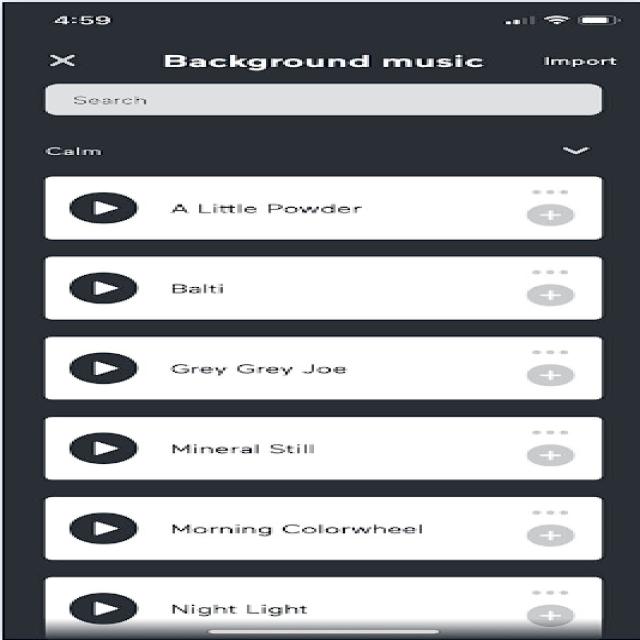 4:59
Background music
Import
Search
Calm
A Little Powder
Balti
Grey Grey Joe
Mineral Still
Morning Colorwheel
Night Light